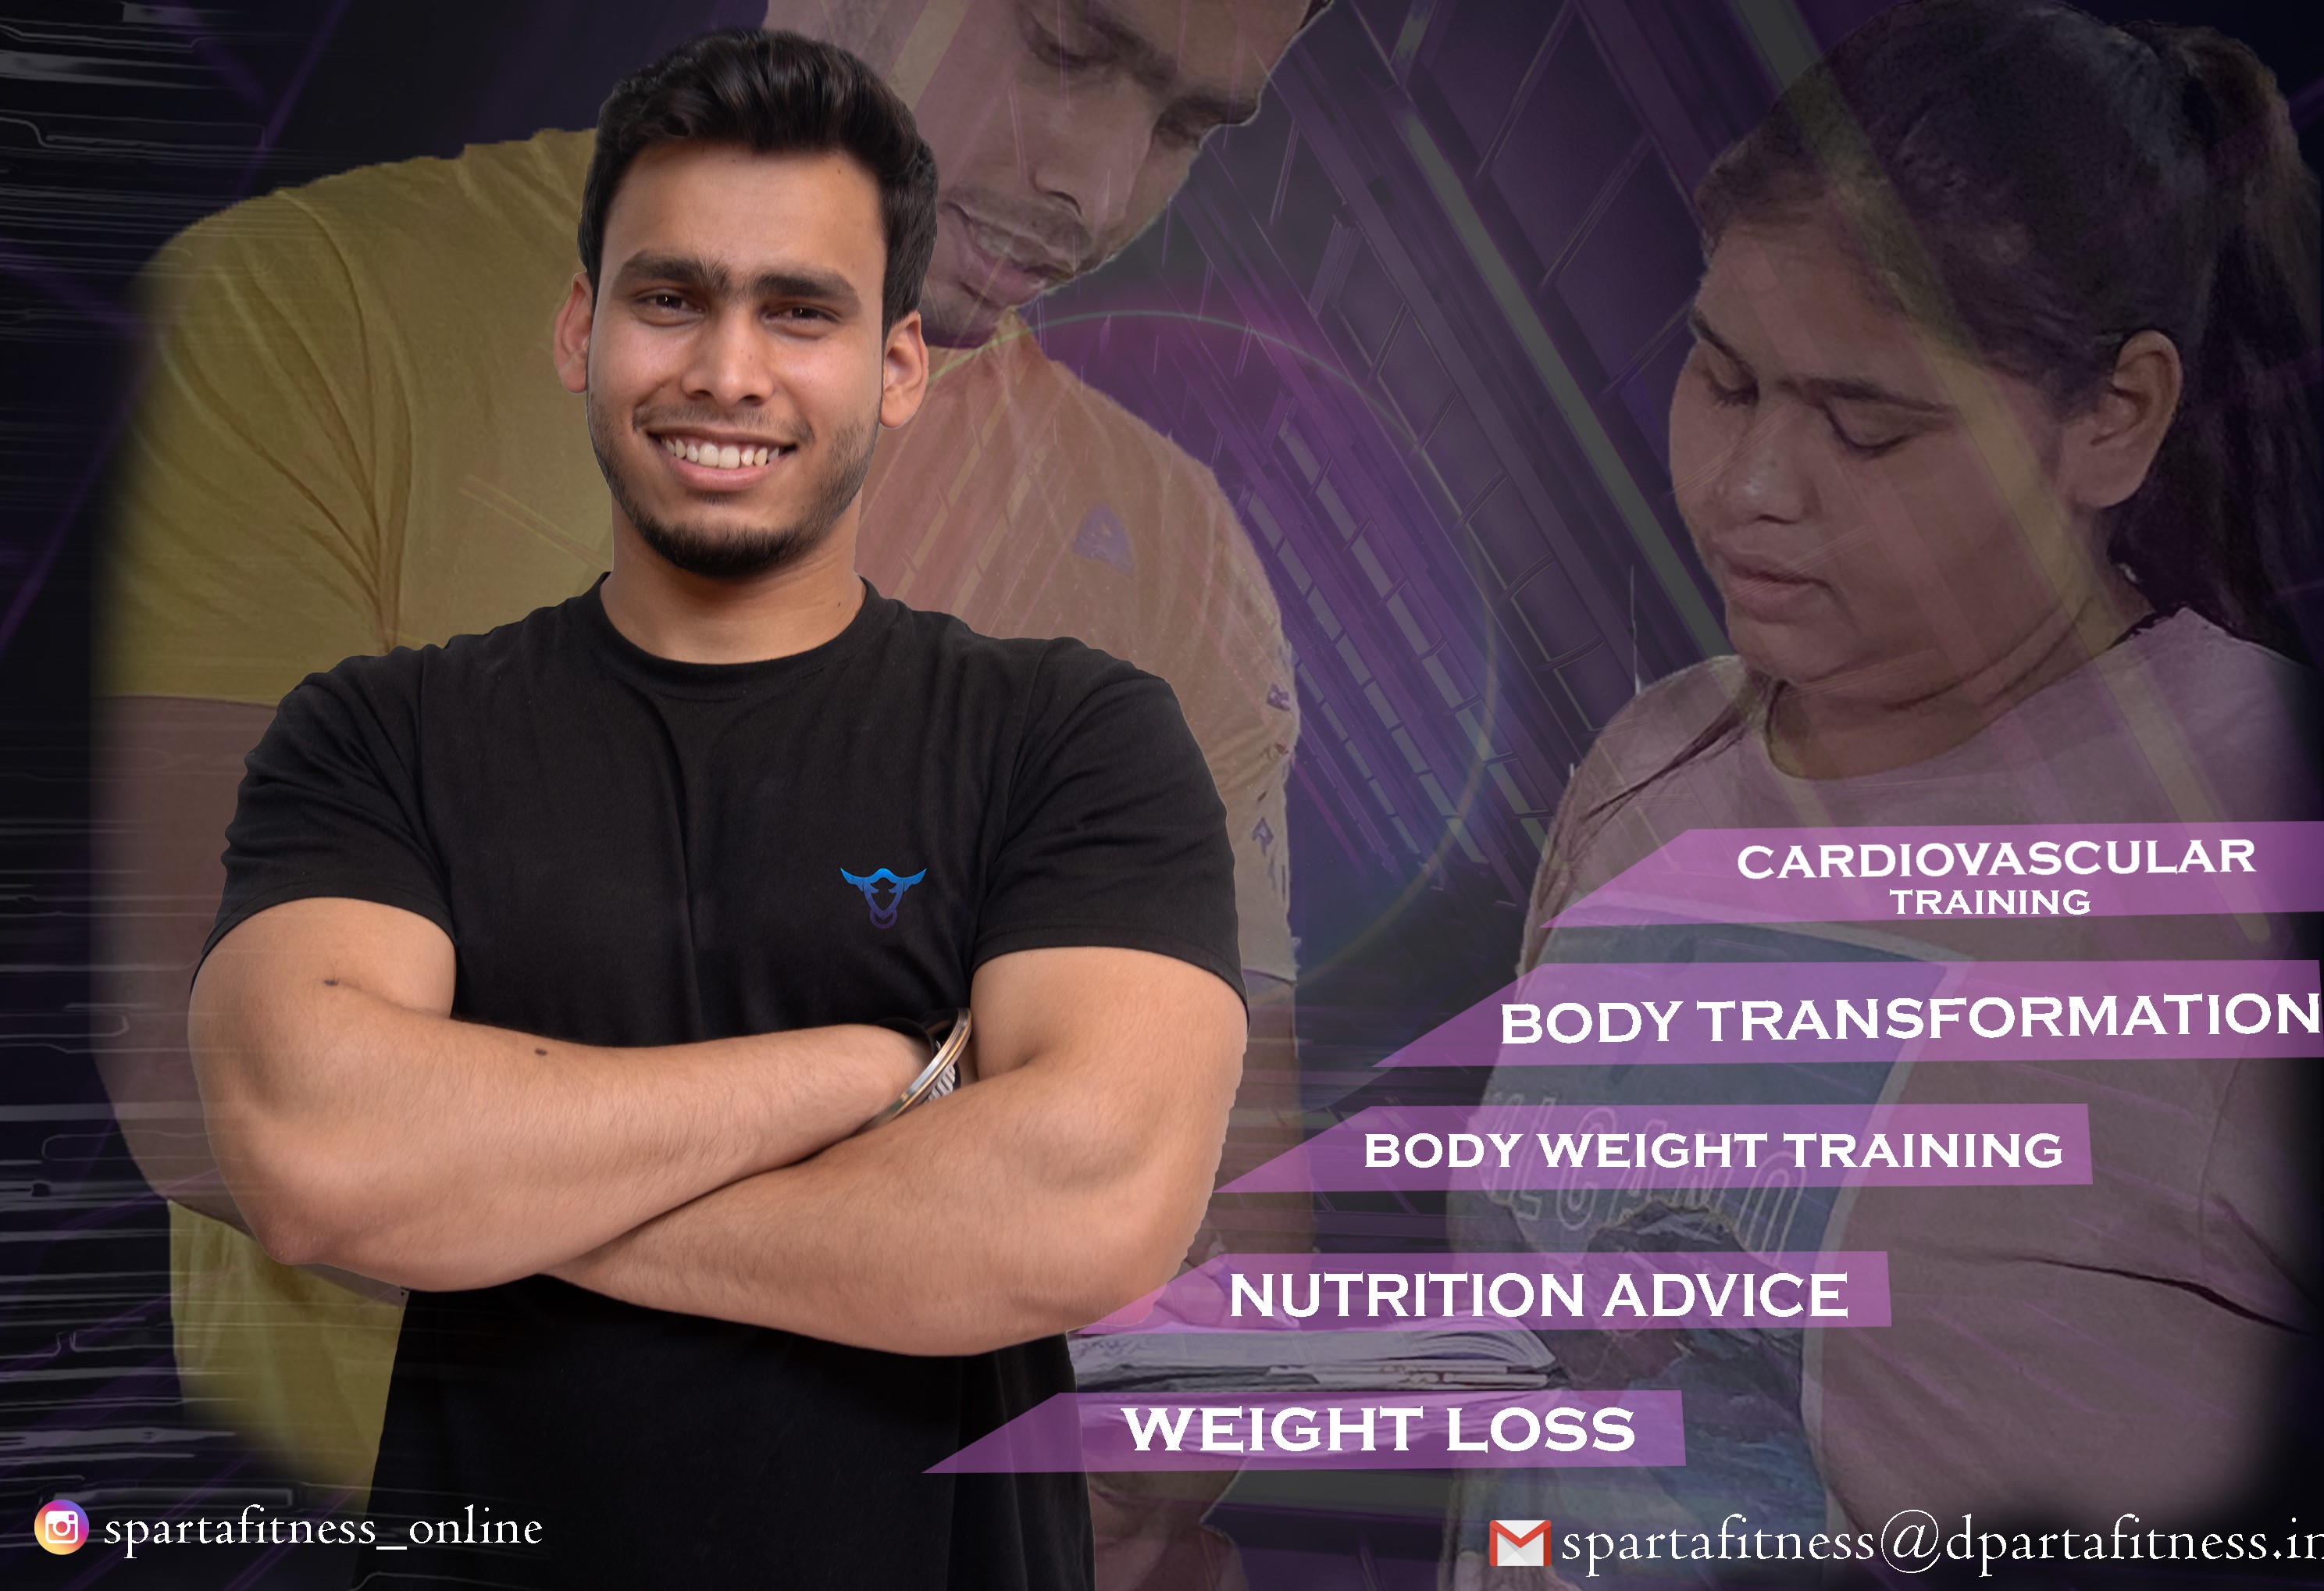 CARDIOVASCULAR
TRAINING
BODY TRANSFORMATION
BODY WEIGHT TRAINING
NUTRITION ADVICE
WEIGHT LOSS
spartafitness_online
spartafitness@dpartafitness.in